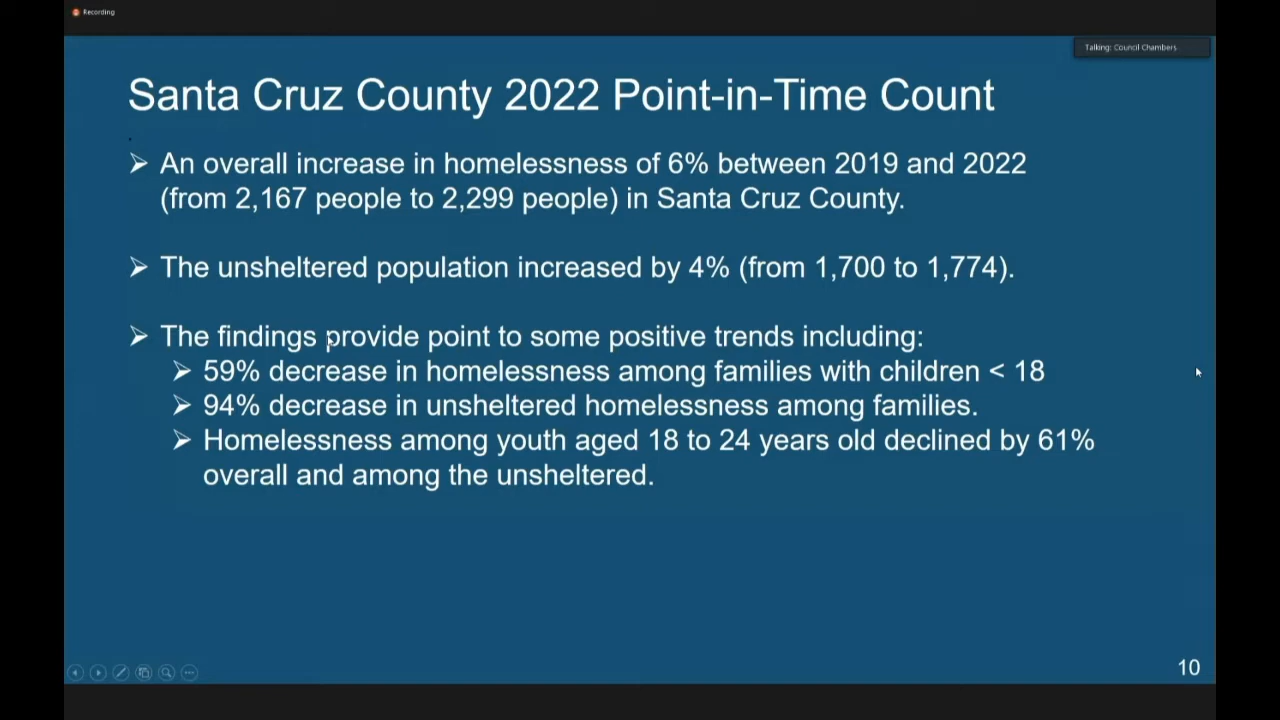 Recording
Talking: Council Chambers
Santa Cruz County 2022 Point-in-Time Count
➢ An overall increase in homelessness of 6% between 2019 and 2022
(from 2,167 people to 2,299 people) in Santa Cruz County.
➢ The unsheltered population increased by 4% (from 1,700 to 1,774).
➢ The findings provide point to some positive trends including:
➢ 59% decrease in homelessness among families with children < 18
➢ 94% decrease in unsheltered homelessness among families.
➢ Homelessness among youth aged 18 to 24 years old declined by 61%
overall and among the unsheltered.
10